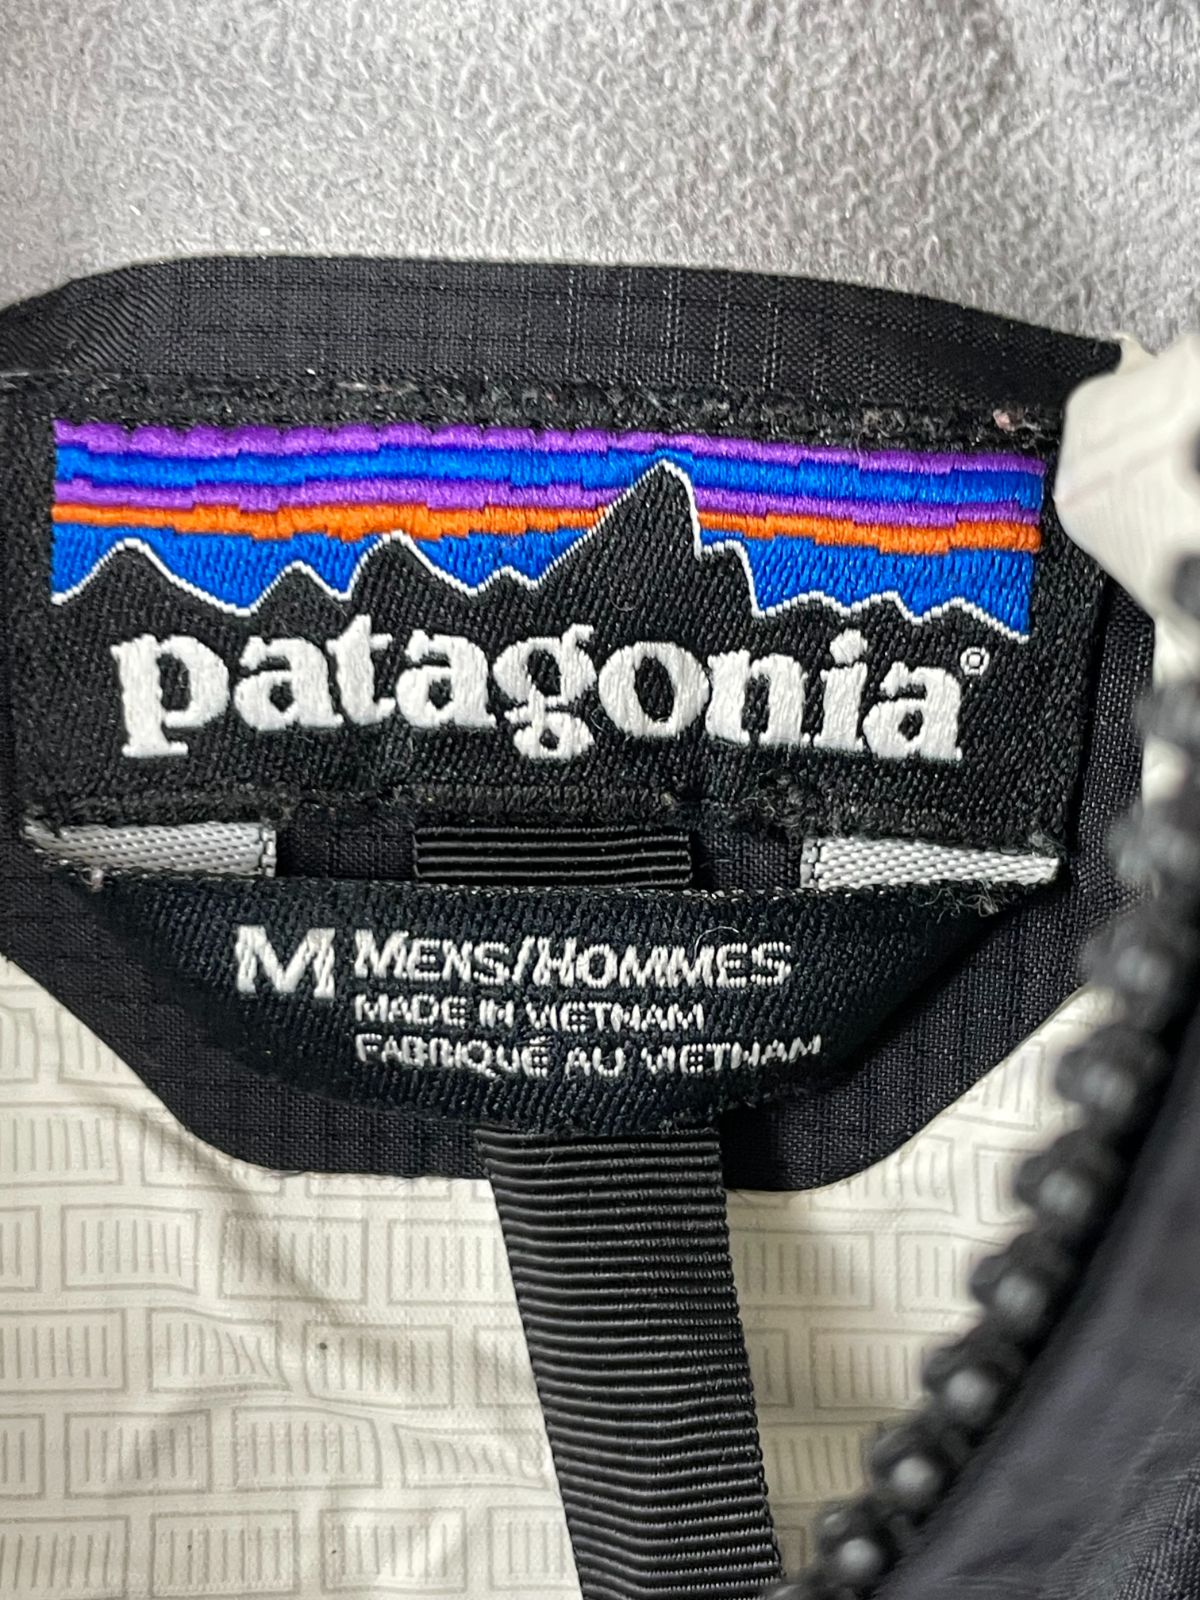 patagonia®
M MENS/HOMMES
MADE IN VIETNAM
FABRIQUÉ AU VIETNAM